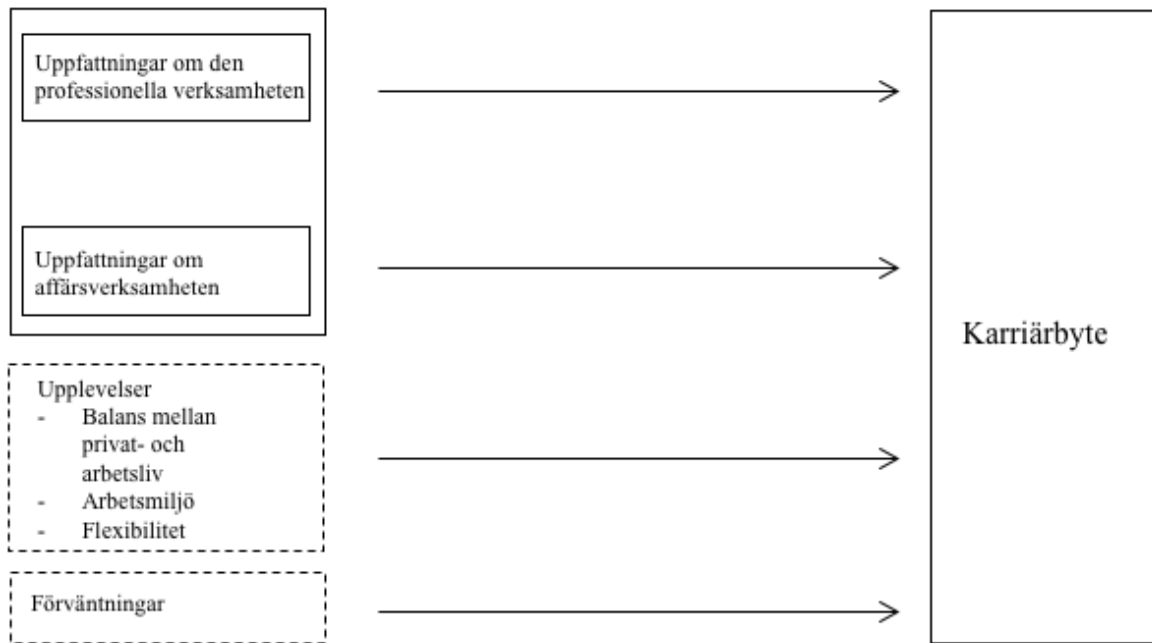 Uppfattningar om den
professionella verksamheten
Uppfattningar om
affärsverksamheten
Upplevelser
- Balans mellan
privat- och
arbetsliv
- Arbetsmiljö
- Flexibilitet
Förväntningar
Karriärbyte